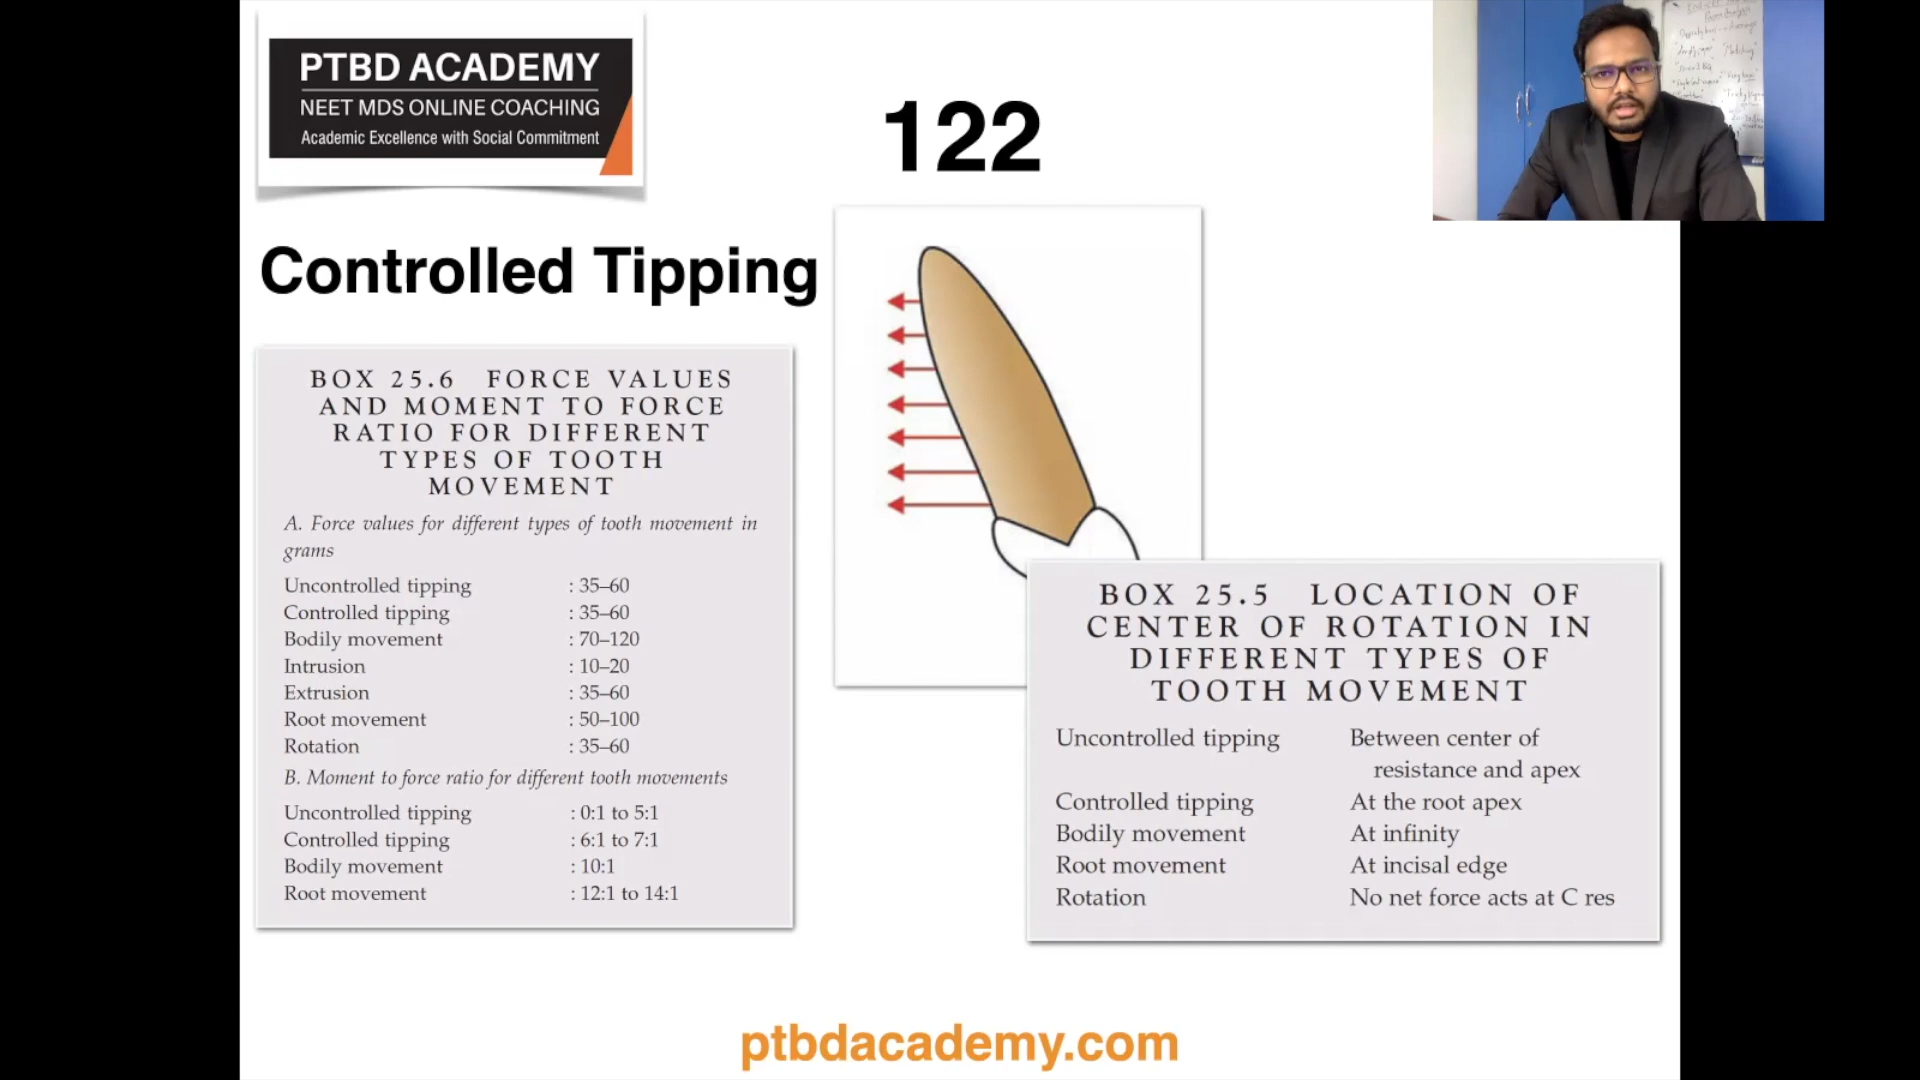 PTBD ACADEMY
NEET MDS ONLINE COACHING
Academic Excellence with Social Commitment
122
Controlled Tipping
BOX 25.6 FORCE VALUES
AND MOMENT TO FORCE
RATIO FOR DIFFERENT
TYPES OF TOOTH
MOVEMENT
A. Force values for different types of tooth movement in
grams
Uncontrolled tipping : 35–60
Controlled tipping : 35–60
Bodily movement : 70–120
Intrusion : 10–20
Extrusion : 35–60
Root movement : 50–100
Rotation : 35–60
B. Moment to force ratio for different tooth movements
Uncontrolled tipping : 0:1 to 5:1
Controlled tipping : 6:1 to 7:1
Bodily movement : 10:1
Root movement : 12:1 to 14:1
BOX 25.5 LOCATION OF
CENTER OF ROTATION IN
DIFFERENT TYPES OF
TOOTH MOVEMENT
Uncontrolled tipping Between center of
resistance and apex
Controlled tipping At the root apex
Bodily movement At infinity
Root movement At incisal edge
Rotation No net force acts at C res
ptbdacademy.com